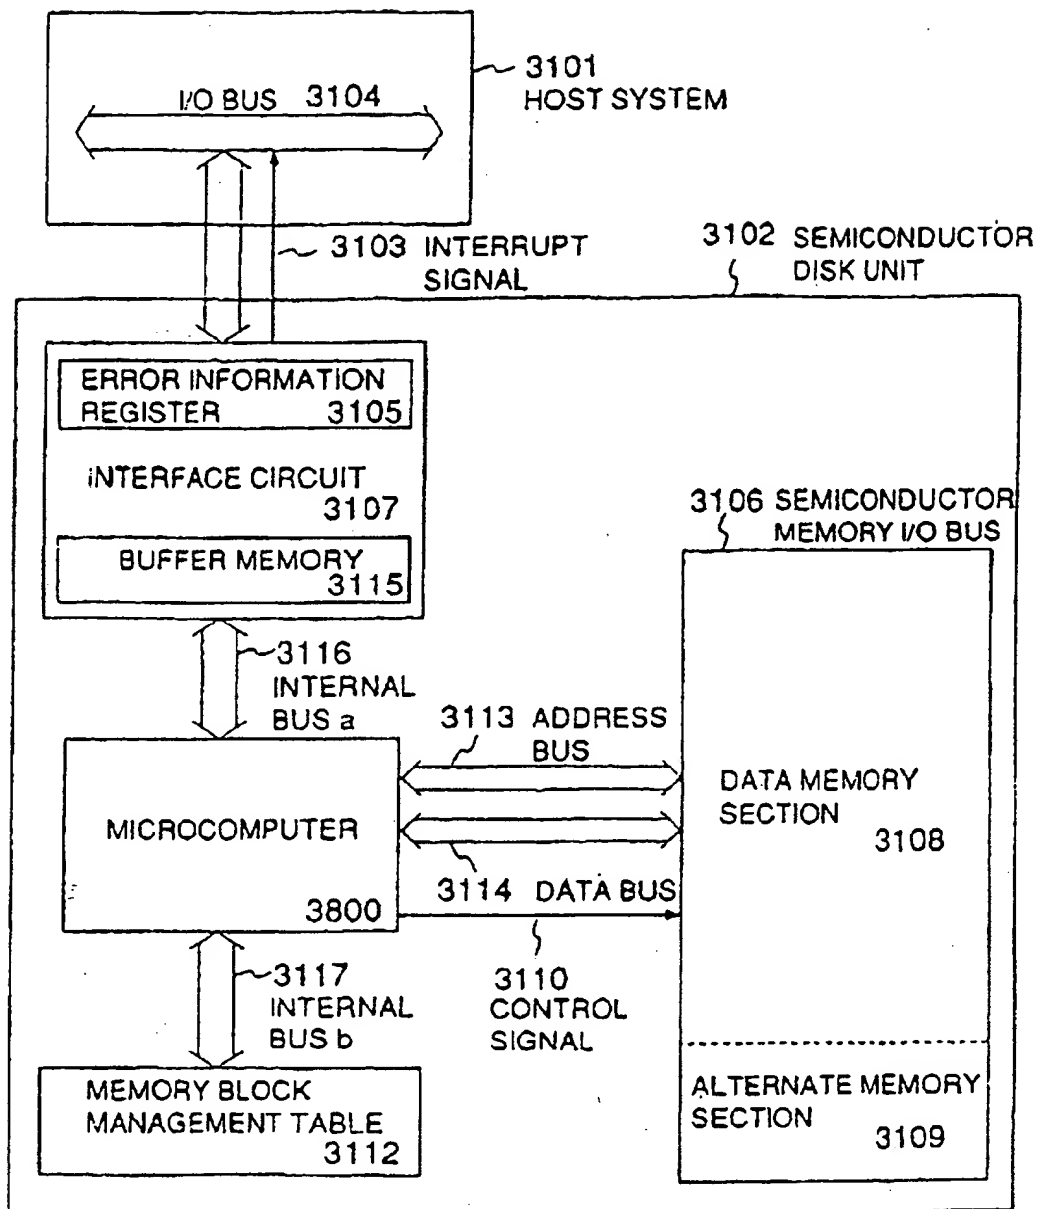 3101
HOST SYSTEM
I/O BUS 3104
3103 INTERRUPT
SIGNAL
3102 SEMICONDUCTOR
DISK UNIT
ERROR INFORMATION
REGISTER 3105
INTERFACE CIRCUIT
3107
BUFFER MEMORY
3115
3106 SEMICONDUCTOR
MEMORY I/O BUS
3116
INTERNAL
BUS a
3113 ADDRESS
BUS
DATA MEMORY
SECTION
3108
MICROCOMPUTER
3800
3114 DATA BUS
3110
CONTROL
SIGNAL
3117
INTERNAL
BUS b
MEMORY BLOCK
MANAGEMENT TABLE
3112
ALTERNATE MEMORY
SECTION
3109